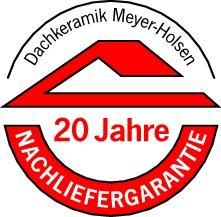 Dachkeramik Meyer-Holsen
20 Jahre
NACHLIEFERGARANTIE